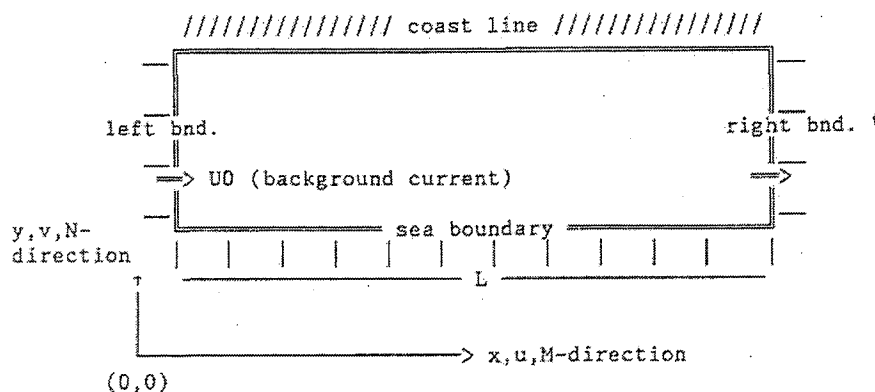 coast line
left bnd.
right bnd.
U0 (background current)
sea boundary
y,v,N-
direction
L
x,u,M-direction
(0,0)